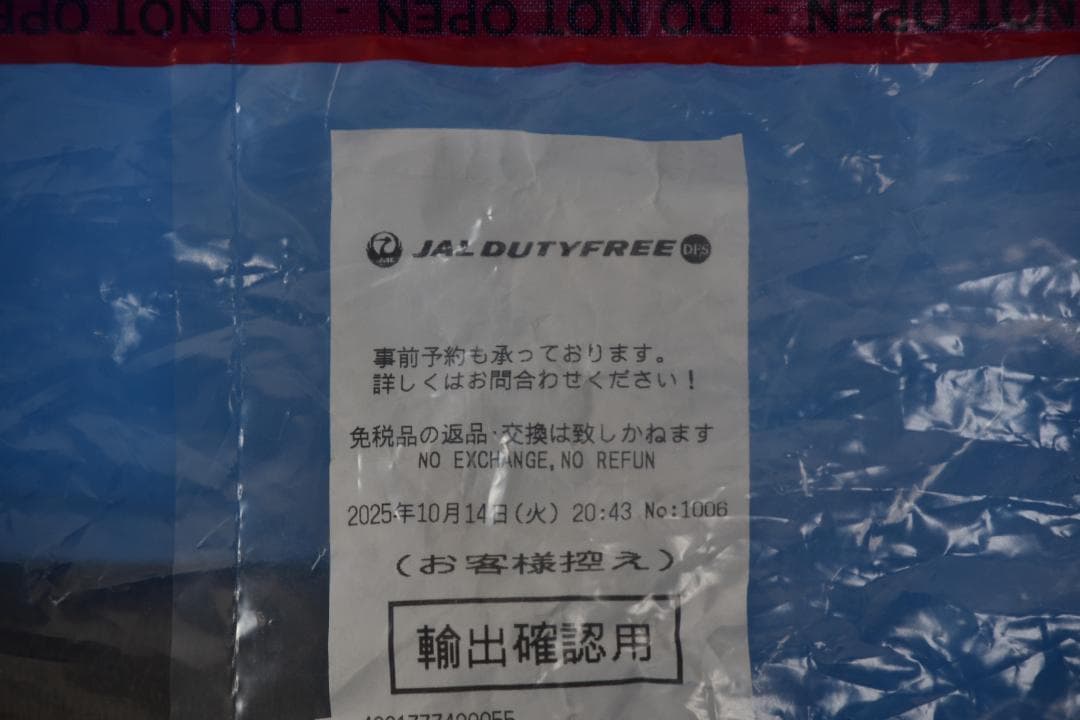 NOT OPEN - DO NOT OPEN - DO NOT OPEN
JAL DUTYFREE DFS
事前予約も承っております。
詳しくはお問合わせください!
免税品の返品·交換は致しかねます
NO EXCHANGE,NO REFUN
2025年10月14日(火) 20:43 No:1006
(お客様控え)
輸出確認用